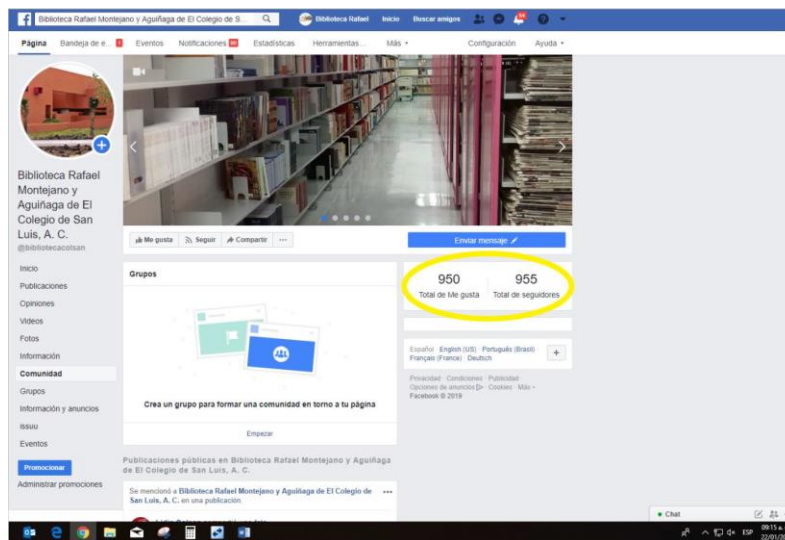 Biblioteca Rafael Montejano y Aguiñaga de El Colegio de S...
Biblioteca Rafael
Inicio
Buscar amigos
Página
Bandeja de e...
Eventos
Notificaciones
Estadísticas
Herramientas...
Más
Configuración
Ayuda
Biblioteca Rafael
Montejano y
Aguiñaga de El
Colegio de San
Luis, A. C.
@bibliotecacolsan
Inicio
Publicaciones
Opiniones
Videos
Fotos
Información
Comunidad
Grupos
Información y anuncios
issuu
Eventos
Promocionar
Administrar promociones
Me gusta
Seguir
Compartir
Enviar mensaje
Grupos
Crea un grupo para formar una comunidad en torno a tu página
Empezar
Publicaciones públicas en Biblioteca Rafael Montejano y Aguiñaga
de El Colegio de San Luis, A. C.
Se mencionó a Biblioteca Rafael Montejano y Aguiñaga de El Colegio de
San Luis, A. C. en una publicación.
950
Total de Me gusta
955
Total de seguidores
Español · English (US) · Português (Brasil) ·
Français (France) · Deutsch
Privacidad · Condiciones · Publicidad ·
Opciones de anuncios · Cookies · Más
Facebook © 2019
Chat
ESP
09:15 a.
22/01/20